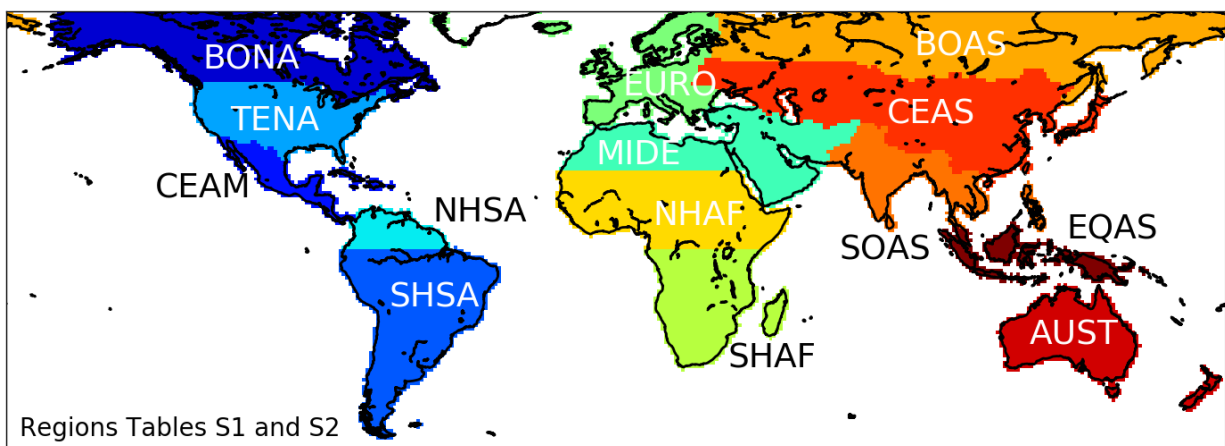 BONA
BOAS
EURO
TENA
CEAS
MIDE
CEAM
NHSA
NHAF
EQAS
SOAS
SHSA
AUST
SHAF
Regions Tables S1 and S2